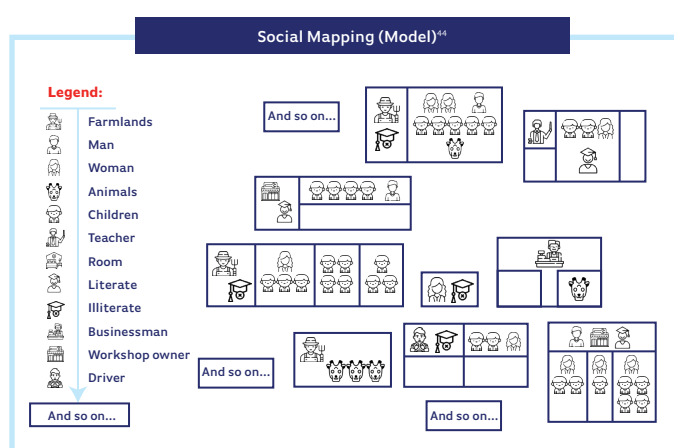 Social Mapping (Model)44
Legend:
Farmlands
Man
Woman
Animals
Children
Teacher
Room
Literate
Illiterate
Businessman
Workshop owner
Driver
And so on...
And so on...
And so on...
And so on...